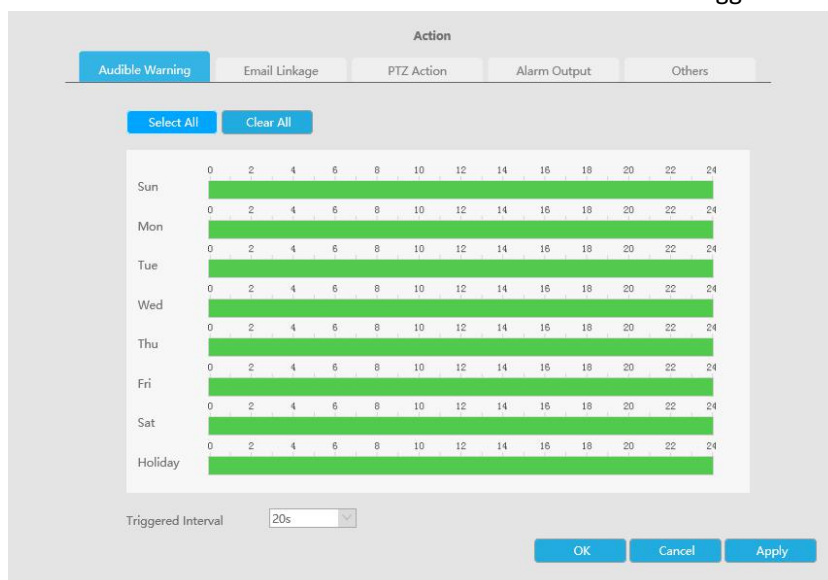 gg
Action
Audible Warning Email Linkage PTZ Action Alarm Output Others
Select All Clear All
0 2 4 6 8 10 12 14 16 18 20 22 24
Sun
0 2 4 6 8 10 12 14 16 18 20 22 24
Mon
0 2 4 6 8 10 12 14 16 18 20 22 24
Tue
0 2 4 6 8 10 12 14 16 18 20 22 24
Wed
0 2 4 6 8 10 12 14 16 18 20 22 24
Thu
0 2 4 6 8 10 12 14 16 18 20 22 24
Fri
0 2 4 6 8 10 12 14 16 18 20 22 24
Sat
0 2 4 6 8 10 12 14 16 18 20 22 24
Holiday
Triggered Interval 20s
OK Cancel Apply